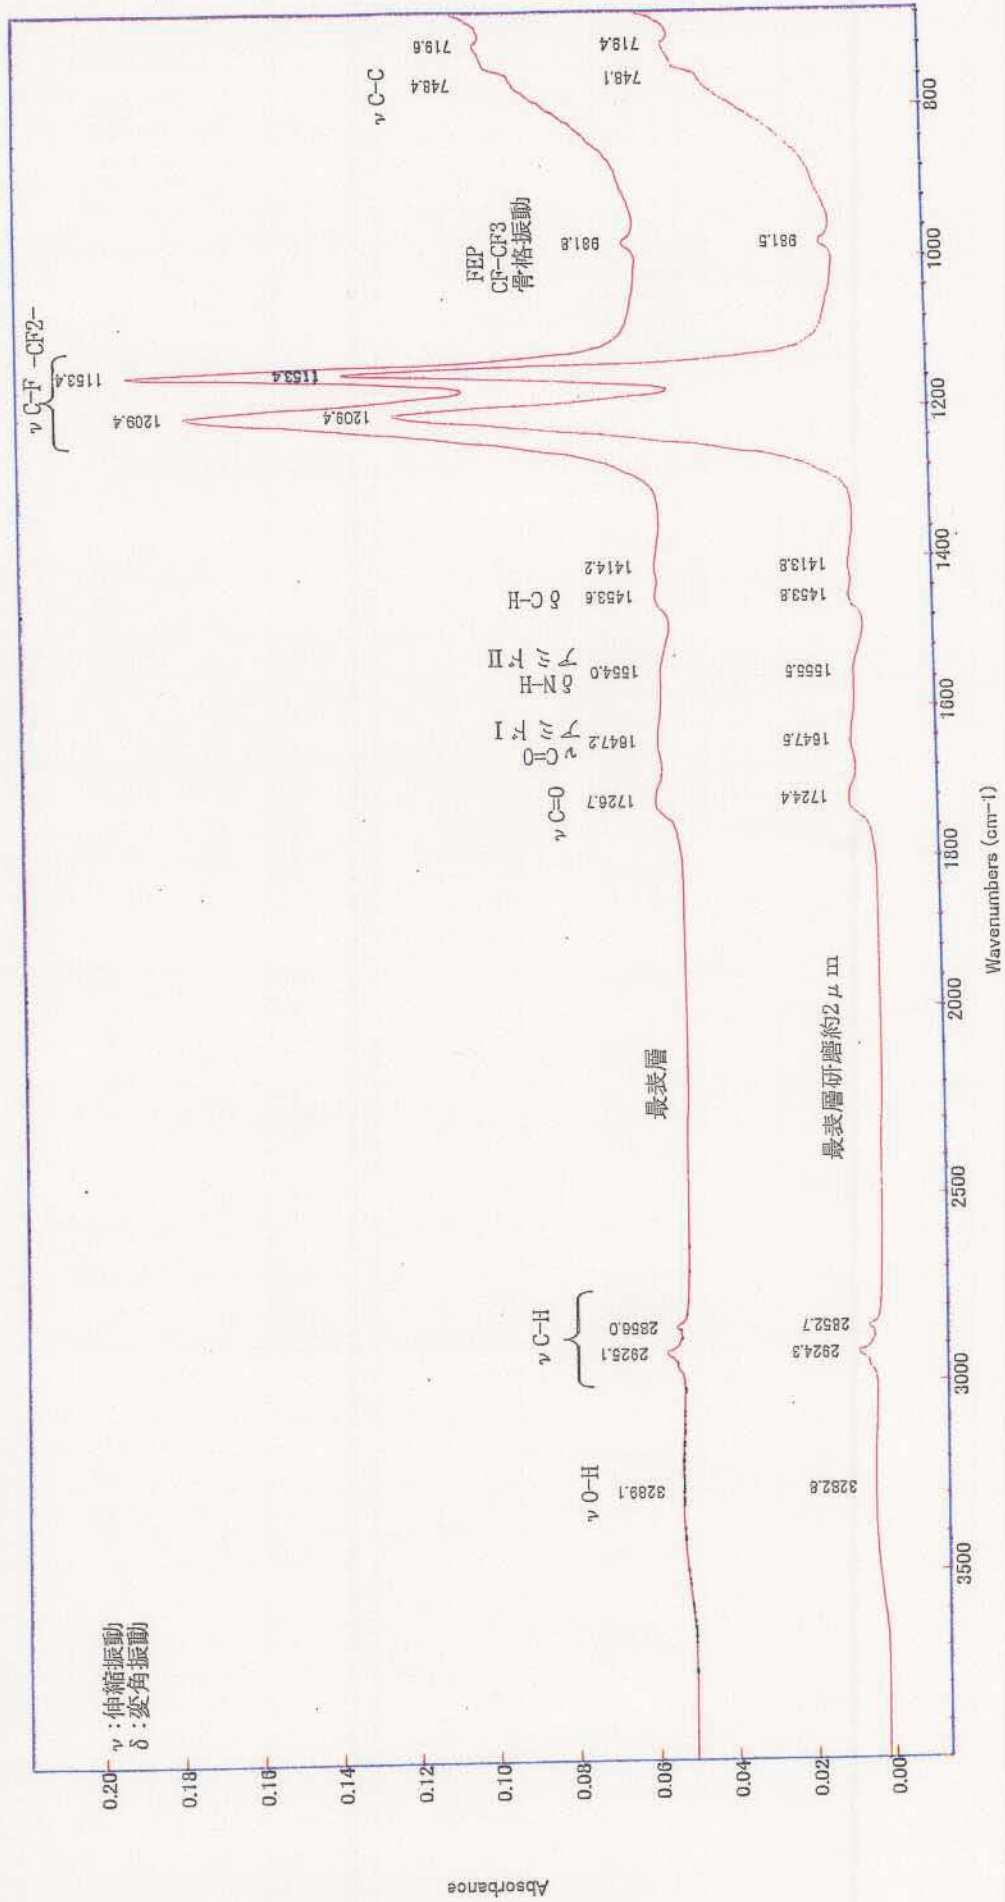 ν:伸縮振動
δ:変角振動
ν C-F -CF2-
1209.4
1153.4
1209.4
1153.4
ν O-H
3289.1
ν C-H
2925.1
2856.0
最表層
ν C=O
1726.7
ν C=O
アミドI
1647.2
δ N-H
アミドII
1554.0
δ C-H
1453.6
1414.2
FEP
CF-CF3
骨格振動
981.8
ν C-C
748.4
719.6
3282.8
2924.3
2852.7
最表層研磨約2μm
1724.4
1647.5
1555.5
1453.8
1413.8
981.5
748.1
719.4
Absorbance
0.20
0.18
0.16
0.14
0.12
0.10
0.08
0.06
0.04
0.02
0.00
3500
3000
2500
2000
1800
1600
1400
1200
1000
800
Wavenumbers (cm-1)